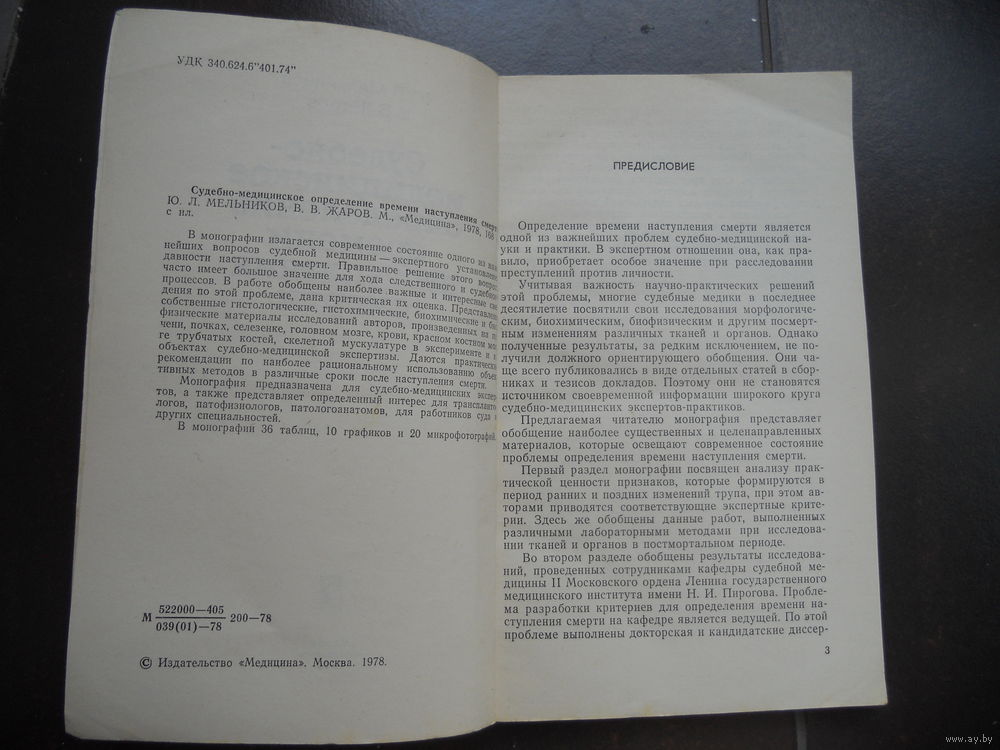 УДК 340.624.6"401.74"
Судебно-медицинское определение времени наступления смерти
Ю. Л. МЕЛЬНИКОВ, В. В. ЖАРОВ. М., «Медицина», 1978, 168
с ил.
В монографии излагается современное состояние одного из
нейших вопросов судебной медицины — экспертного установления
давности наступления смерти. Правильное решение этого
часто имеет большое значение для хода следственного и
процессов. В работе обобщены наиболее важные и интересные
дения по этой проблеме, дана критическая их оценка. Представлены
собственные гистологические, гистохимические, биохимические и
физические материалы исследований авторов, произведенных на
чени, почках, селезенке, головном мозге, крови, красном костном
ге трубчатых костей, скелетной мускулатуре в эксперименте и
объектах судебно-медицинской экспертизы. Даются
рекомендации по наиболее рациональному использованию
тивных методов в различные сроки после наступления смерти.
Монография предназначена для судебно-медицинских
тов, а также представляет определенный интерес для
логов, патофизиологов, патологоанатомов, для работников суда
других специальностей.
В монографий 36 таблиц, 10 графиков и 20 микрофотографий.
М 522000—405 200—78
039(01)—78
© Издательство «Медицина». Москва. 1978.
ПРЕДИСЛОВИЕ
Определение времени наступления смерти является
одной из важнейших проблем судебно-медицинской на-
уки и практики. В экспертном отношении она, как пра-
вило, приобретает особое значение при расследовании
преступлений против личности.
Учитывая важность научно-практических решений
этой проблемы, многие судебные медики в последнее
десятилетие посвятили свои исследования морфологиче-
ским, биохимическим, биофизическим и другим посмерт-
ным изменениям различных тканей и органов. Однако
полученные результаты, за редким исключением, не по-
лучили должного ориентирующего обобщения. Они ча-
ще всего публиковались в виде отдельных статей в сбор-
никах и тезисов докладов. Поэтому они не становятся
источником своевременной информации широкого круга
судебно-медицинских экспертов-практиков.
Предлагаемая читателю монография представляет
обобщение наиболее существенных и целенаправленных
материалов, которые освещают современное состояние
проблемы определения времени наступления смерти.
Первый раздел монографии посвящен анализу прак-
тической ценности признаков, которые формируются в
период ранних и поздних изменений трупа, при этом ав-
торами приводятся соответствующие экспертные крите-
рии. Здесь же обобщены данные работ, выполненных
различными лабораторными методами при исследова-
нии тканей и органов в постмортальном периоде.
Во втором разделе обобщены результаты исследова-
ний, проведенных сотрудниками кафедры судебной ме-
дицины II Московского ордена Ленина государственного
медицинского института имени Н. И. Пирогова. Пробле-
ма разработки критериев для определения времени на-
ступления смерти на кафедре является ведущей. По этой
проблеме выполнены докторская и кандидатские диссер-
3
www.ay.by